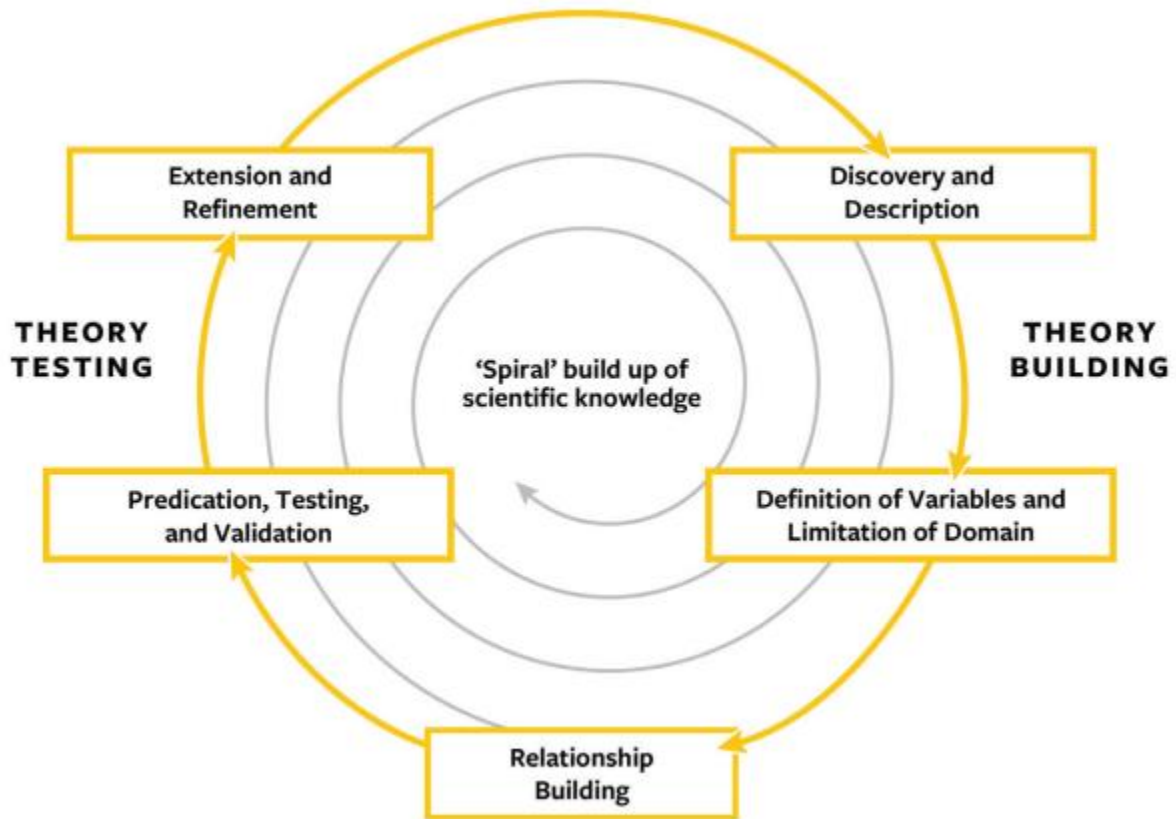 Extension and
Refinement
Discovery and
Description
THEORY
TESTING
THEORY
BUILDING
‘Spiral’ build up of
scientific knowledge
Predication, Testing,
and Validation
Definition of Variables and
Limitation of Domain
Relationship
Building